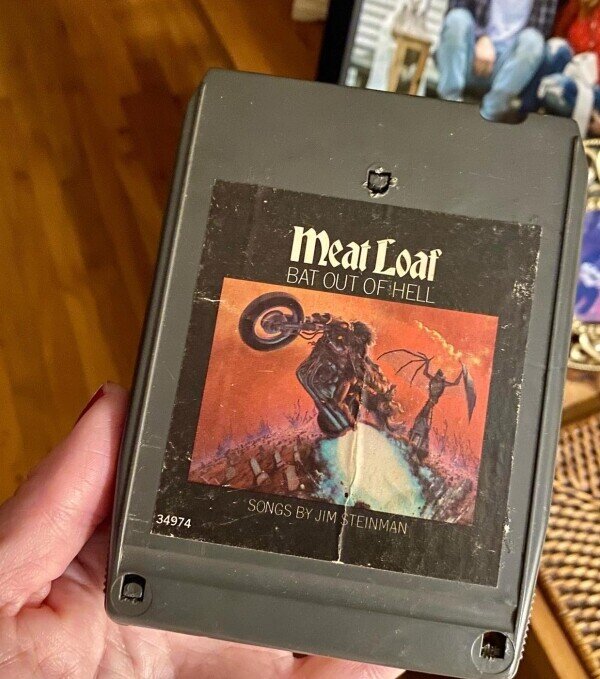 Meat Loaf
BAT OUT OF HELL
SONGS BY JIM STEINMAN
34974